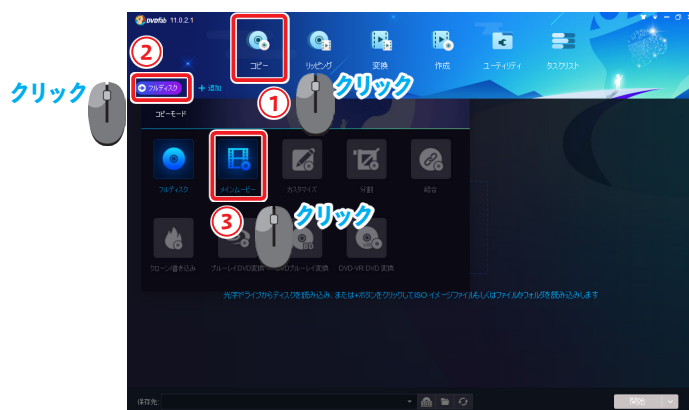 DVDFab 11.0.2.1
コピー
リッピング
変換
作成
ユーティリティ
タスクリスト
②
フルディスク
追加
クリック
①
クリック
コピーモード
フルディスク
メインムービー
カスタマイズ
分割
結合
③
クリック
クローン/書き込み
ブルーレイDVD変換
DVDブルーレイ変換
DVD-VR DVD 変換
光学ドライブからディスクを読み込み、または+ボタンをクリックしてISO イメージファイルもしくはファイルかフォルダを読み込みします
保存先:
開始